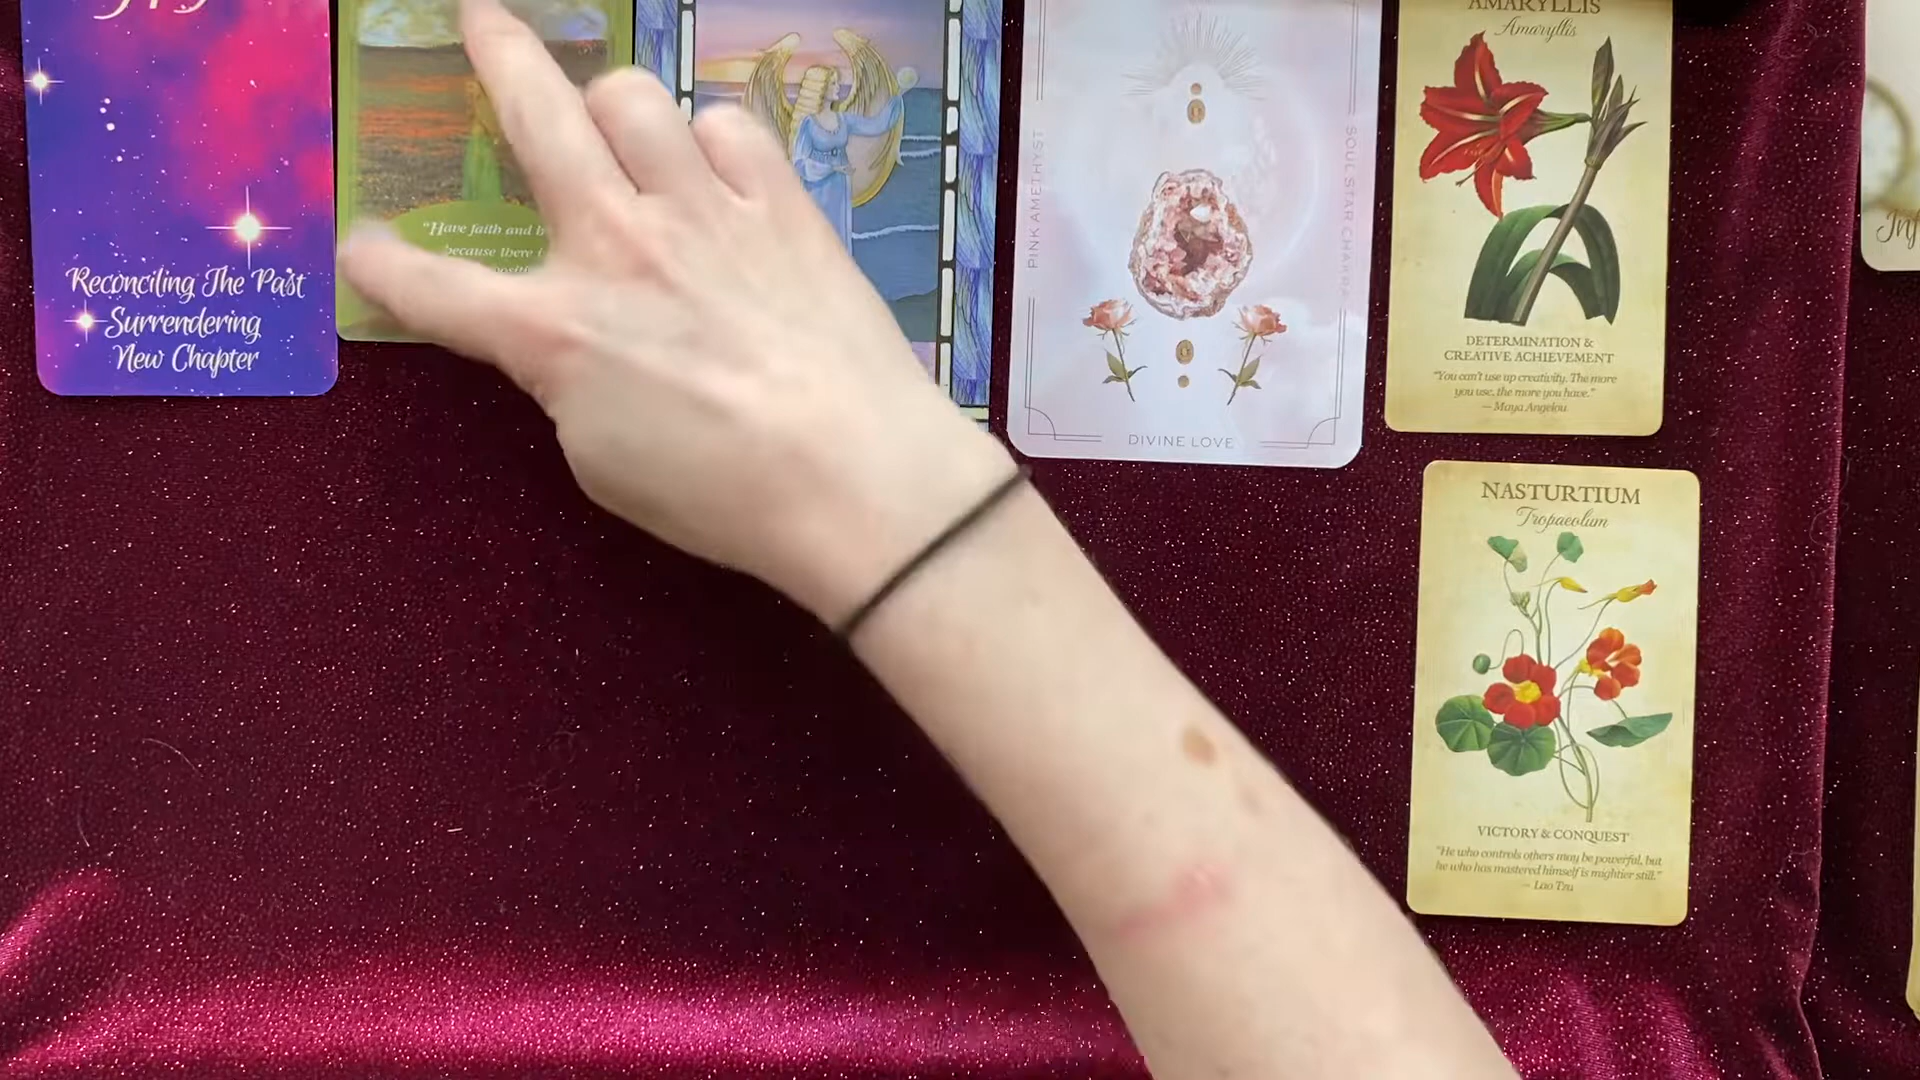 Reconciling The Past
Surrendering
New Chapter
"Have faith and
because there
PINK AMETHYST
SOUL STAR CHAKRA
DIVINE LOVE
AMARYLLIS
Amaryllis
DETERMINATION &
CREATIVE ACHIEVEMENT
"You can't use up creativity. The more
you use, the more you have."
— Maya Angelou
NASTURTIUM
Tropaeolum
VICTORY & CONQUEST
"He who controls others may be powerful, but
he who has mastered himself is mightier still."
— Lao Tzu